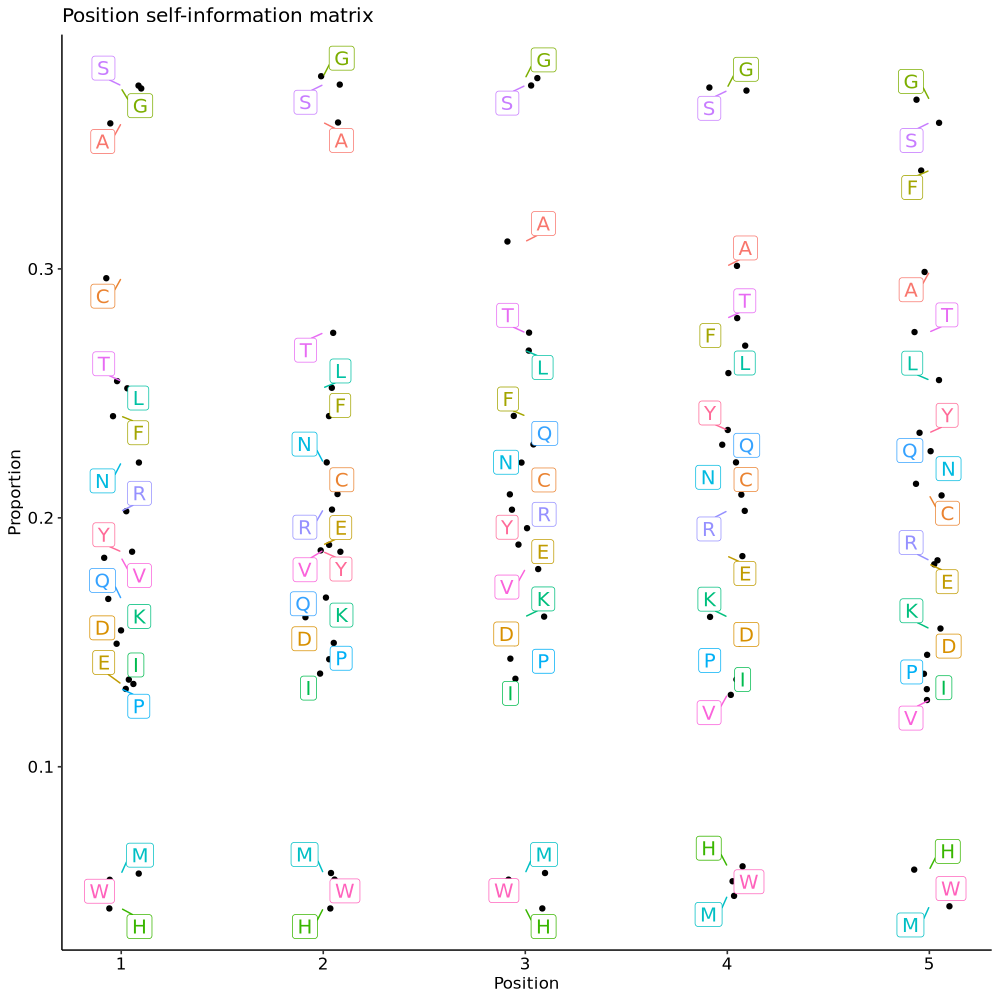 Position self-information matrix
S G G G G G
S S S S
A A F
A A A
C T T T
T L L F L L
L F F Y Y
F N Q Q Q N
N C N C N C C
R R E R R R
Y V Y Y E E E
Q V Q K V K K K
D K D D D D
E I P P P P I
P I I V I V
M M M H H
W W W W W
H H H M M
0.3
0.2
0.1
Proportion
1 2 3 4 5
Position